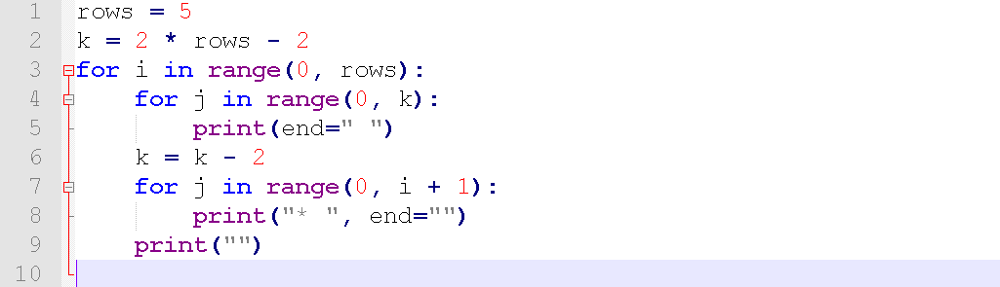 1 rows = 5
2 k = 2 * rows - 2
3 for i in range(0, rows):
4     for j in range(0, k):
5         print(end=" ")
6     k = k - 2
7     for j in range(0, i + 1):
8         print("* ", end="")
9     print("")
10